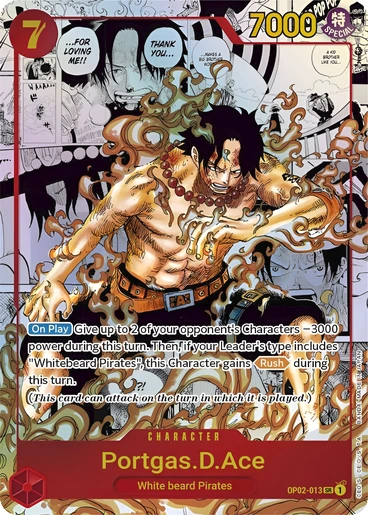 7
...FOR LOVING ME!!
THANK YOU...
...MAKES A BIG BROTHER
A KID BROTHER LIKE YOU...
POP POP
7000
特
SPECIAL
?!
On Play Give up to 2 of your opponent's Characters −3000
power during this turn. Then, if your Leader's type includes
"Whitebeard Pirates", this Character gains Rush during
this turn.
(This card can attack on the turn in which it is played.)
CHARACTER
Portgas.D.Ace
White beard Pirates
OP02-013 SR 1